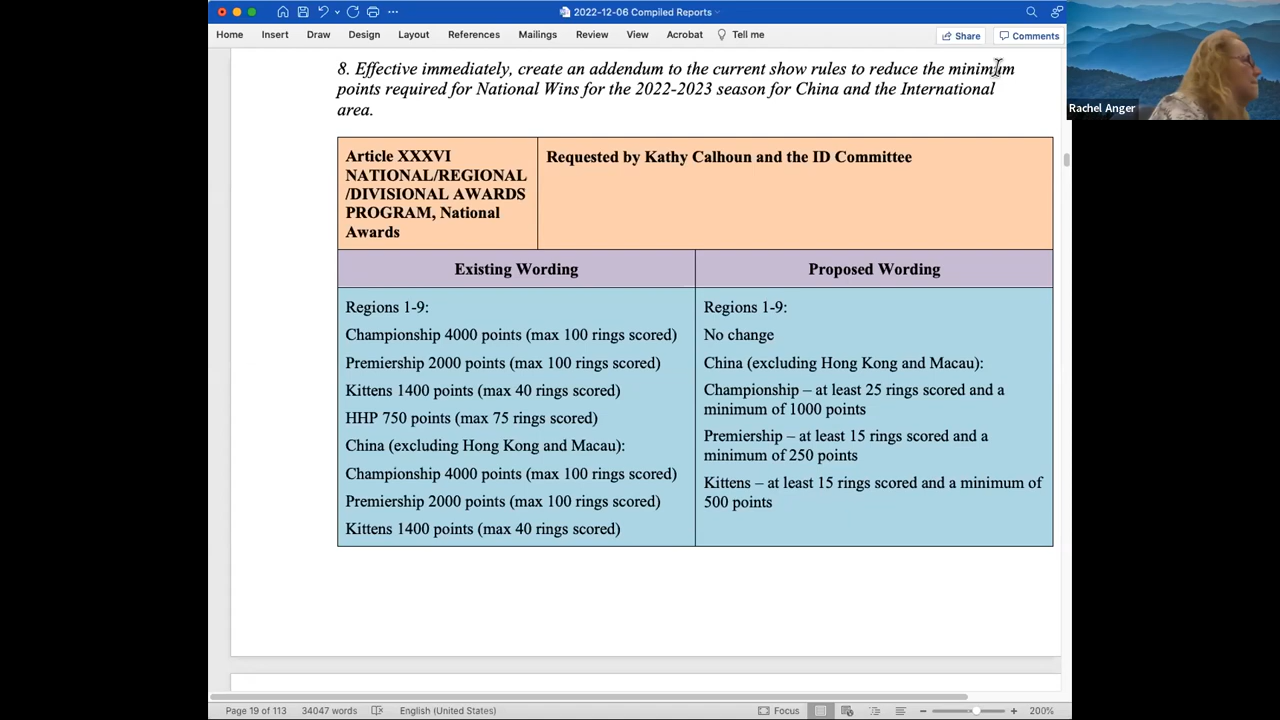 2022-12-06 Compiled Reports
Home Insert Draw Design Layout References Mailings Review View Acrobat Tell me Share Comments
8. Effective immediately, create an addendum to the current show rules to reduce the minimum
points required for National Wins for the 2022-2023 season for China and the International
area.
Rachel Anger
Article XXXVI
NATIONAL/REGIONAL
/DIVISIONAL AWARDS
PROGRAM, National
Awards
Requested by Kathy Calhoun and the ID Committee
Existing Wording
Regions 1-9:
Championship 4000 points (max 100 rings scored)
Premiership 2000 points (max 100 rings scored)
Kittens 1400 points (max 40 rings scored)
HHP 750 points (max 75 rings scored)
China (excluding Hong Kong and Macau):
Championship 4000 points (max 100 rings scored)
Premiership 2000 points (max 100 rings scored)
Kittens 1400 points (max 40 rings scored)
Proposed Wording
Regions 1-9:
No change
China (excluding Hong Kong and Macau):
Championship – at least 25 rings scored and a
minimum of 1000 points
Premiership – at least 15 rings scored and a
minimum of 250 points
Kittens – at least 15 rings scored and a minimum of
500 points
Page 19 of 113 34047 words English (United States) Focus 200%